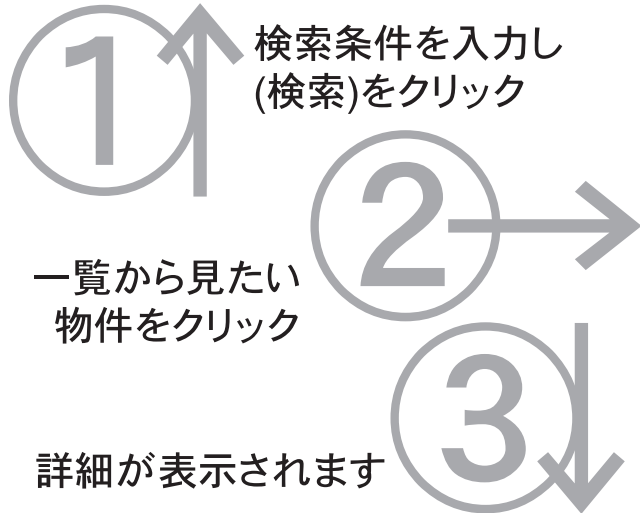 1
検索条件を入力し
(検索)をクリック
2
一覧から見たい
物件をクリック
3
詳細が表示されます